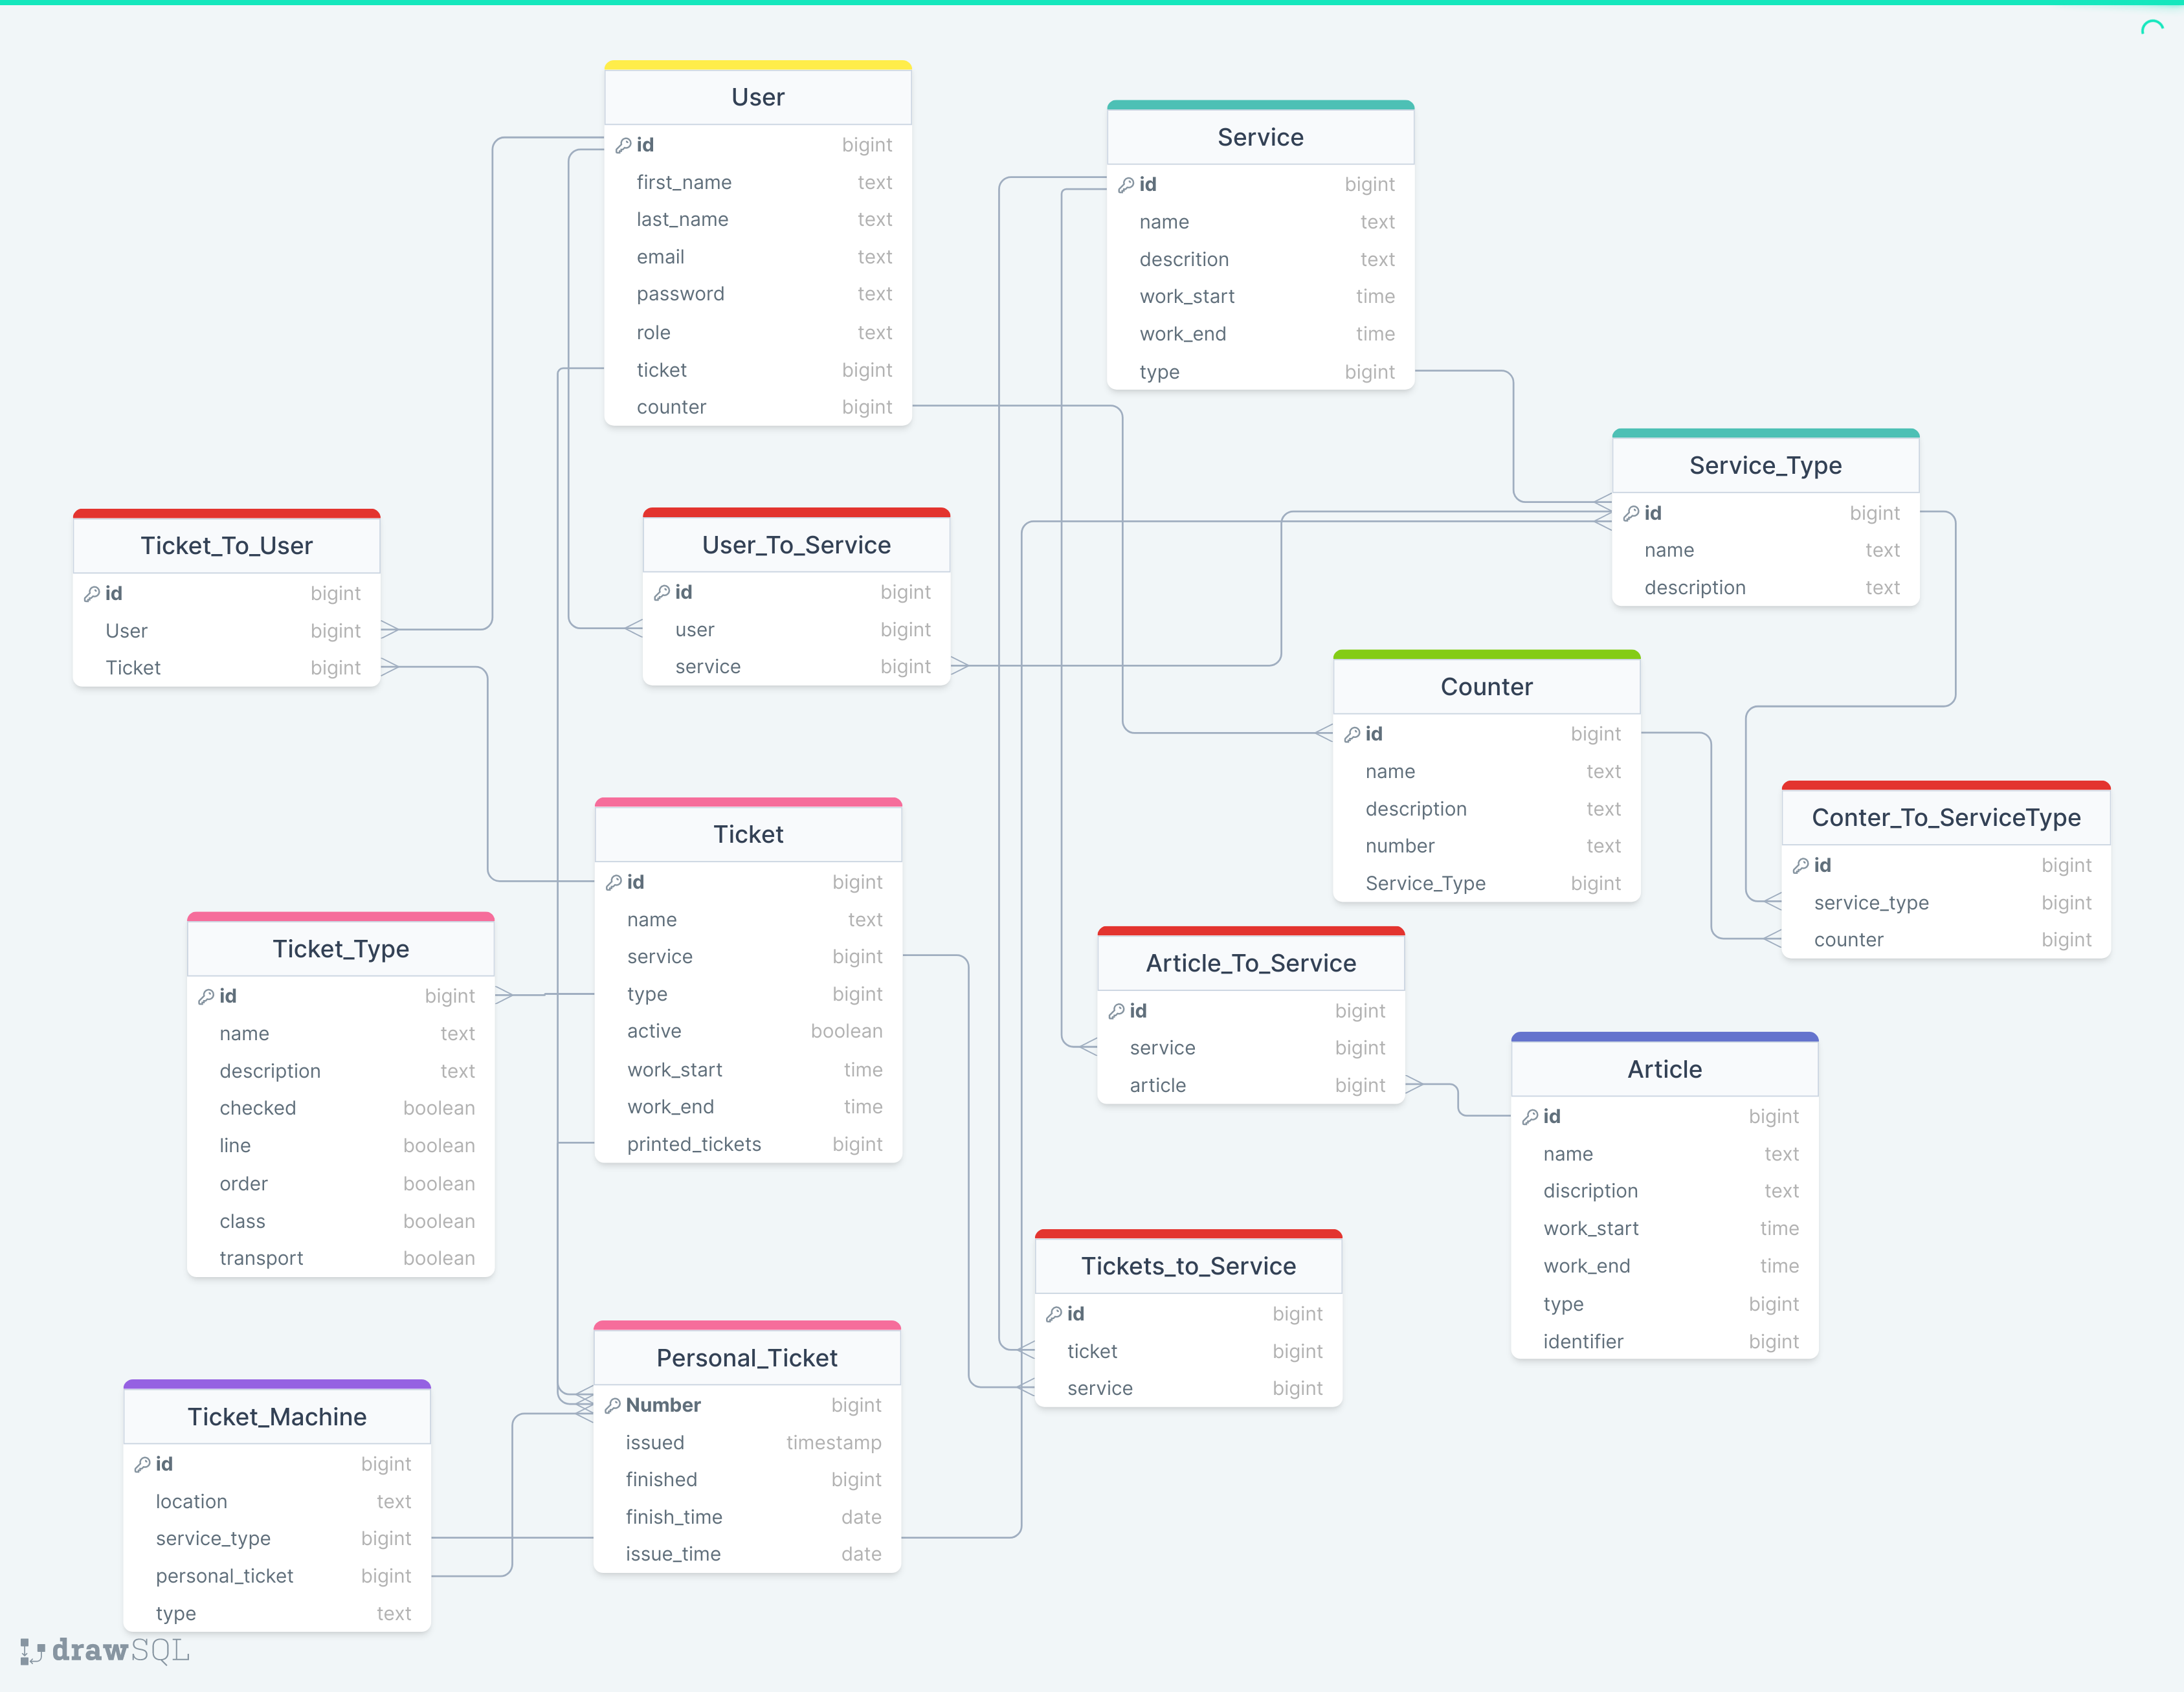 User
id bigint
first_name text
last_name text
email text
password text
role text
ticket bigint
counter bigint
Service
id bigint
name text
descrition text
work_start time
work_end time
type bigint
Service_Type
id bigint
name text
description text
Ticket_To_User
id bigint
User bigint
Ticket bigint
User_To_Service
id bigint
user bigint
service bigint
Counter
id bigint
name text
description text
number text
Service_Type bigint
Conter_To_ServiceType
id bigint
service_type bigint
counter bigint
Ticket
id bigint
name text
service bigint
type bigint
active boolean
work_start time
work_end time
printed_tickets bigint
Ticket_Type
id bigint
name text
description text
checked boolean
line boolean
order boolean
class boolean
transport boolean
Article_To_Service
id bigint
service bigint
article bigint
Article
id bigint
name text
discription text
work_start time
work_end time
type bigint
identifier bigint
Tickets_to_Service
id bigint
ticket bigint
service bigint
Personal_Ticket
Number bigint
issued timestamp
finished bigint
finish_time date
issue_time date
Ticket_Machine
id bigint
location text
service_type bigint
personal_ticket bigint
type text
drawSQL